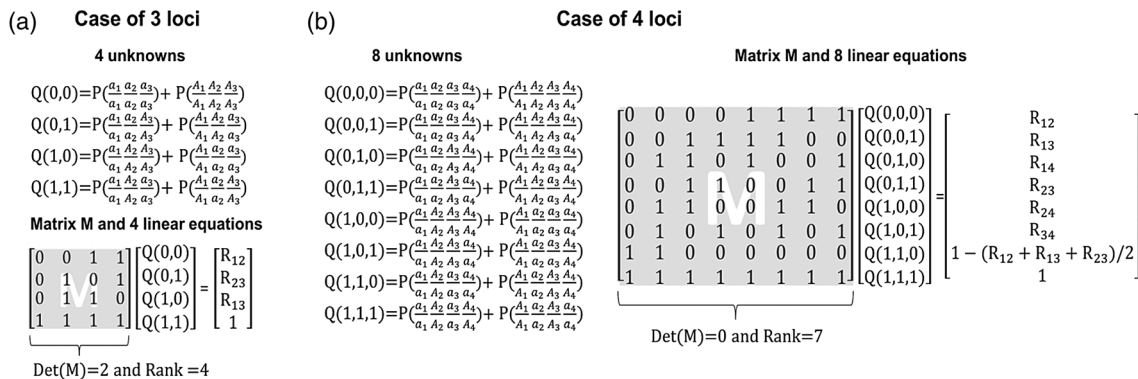 (a) Case of 3 loci
4 unknowns
Q(0,0)=P(a₁ a₂ a₃ / a₁ a₂ a₃)+ P(A₁ A₂ A₃ / A₁ A₂ A₃)
Q(0,1)=P(a₁ a₂ A₃ / a₁ a₂ A₃)+ P(A₁ A₂ a₃ / A₁ A₂ a₃)
Q(1,0)=P(a₁ A₂ A₃ / a₁ A₂ A₃)+ P(A₁ a₂ a₃ / A₁ a₂ a₃)
Q(1,1)=P(a₁ A₂ a₃ / a₁ A₂ a₃)+ P(A₁ a₂ A₃ / A₁ a₂ A₃)
Matrix M and 4 linear equations
0 0 1 1 Q(0,0) R₁₂
0 1 0 1 Q(0,1) R₂₃
M =
0 1 1 0 Q(1,0) R₁₃
1 1 1 1 Q(1,1) 1
Det(M)=2 and Rank =4
(b) Case of 4 loci
8 unknowns
Q(0,0,0)=P(a₁ a₂ a₃ a₄ / a₁ a₂ a₃ a₄)+ P(A₁ A₂ A₃ A₄ / A₁ A₂ A₃ A₄)
Q(0,0,1)=P(a₁ a₂ a₃ A₄ / a₁ a₂ a₃ A₄)+ P(A₁ A₂ A₃ a₄ / A₁ A₂ A₃ a₄)
Q(0,1,0)=P(a₁ a₂ A₃ A₄ / a₁ a₂ A₃ A₄)+ P(A₁ A₂ a₃ a₄ / A₁ A₂ a₃ a₄)
Q(0,1,1)=P(a₁ a₂ A₃ a₄ / a₁ a₂ A₃ a₄)+ P(A₁ A₂ a₃ A₄ / A₁ A₂ a₃ A₄)
Q(1,0,0)=P(a₁ A₂ A₃ A₄ / a₁ A₂ A₃ A₄)+ P(A₁ a₂ a₃ a₄ / A₁ a₂ a₃ a₄)
Q(1,0,1)=P(a₁ A₂ A₃ a₄ / a₁ A₂ A₃ a₄)+ P(A₁ a₂ a₃ A₄ / A₁ a₂ a₃ A₄)
Q(1,1,0)=P(a₁ A₂ a₃ a₄ / a₁ A₂ a₃ a₄)+ P(A₁ a₂ A₃ A₄ / A₁ a₂ A₃ A₄)
Q(1,1,1)=P(a₁ A₂ a₃ A₄ / a₁ A₂ a₃ A₄)+ P(A₁ a₂ A₃ a₄ / A₁ a₂ A₃ a₄)
Matrix M and 8 linear equations
0 0 0 0 1 1 1 1 Q(0,0,0) R₁₂
0 0 1 1 1 1 0 0 Q(0,0,1) R₁₃
0 1 1 0 1 0 0 1 Q(0,1,0) R₁₄
0 0 1 1 0 0 1 1 Q(0,1,1) R₂₃
M =
0 1 1 0 0 1 1 0 Q(1,0,0) R₂₄
0 1 0 1 0 1 0 1 Q(1,0,1) R₃₄
1 1 0 0 0 0 0 0 Q(1,1,0) 1 − (R₁₂ + R₁₃ + R₂₃)/2
1 1 1 1 1 1 1 1 Q(1,1,1) 1
Det(M)=0 and Rank=7